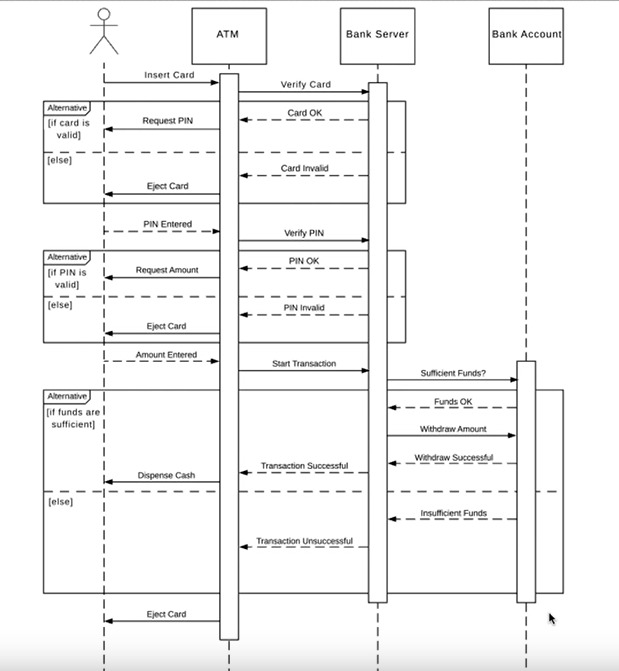 ATM
Bank Server
Bank Account
Insert Card
Verify Card
Alternative
Card OK
[if card is
valid]
Request PIN
[else]
Card Invalid
Eject Card
PIN Entered
Verify PIN
Alternative
PIN OK
[if PIN is
valid]
Request Amount
[else]
PIN Invalid
Eject Card
Amount Entered
Start Transaction
Sufficient Funds?
Alternative
Funds OK
[if funds are
sufficient]
Withdraw Amount
Withdraw Successful
Transaction Successful
Dispense Cash
[else]
Insufficient Funds
Transaction Unsuccessful
Eject Card